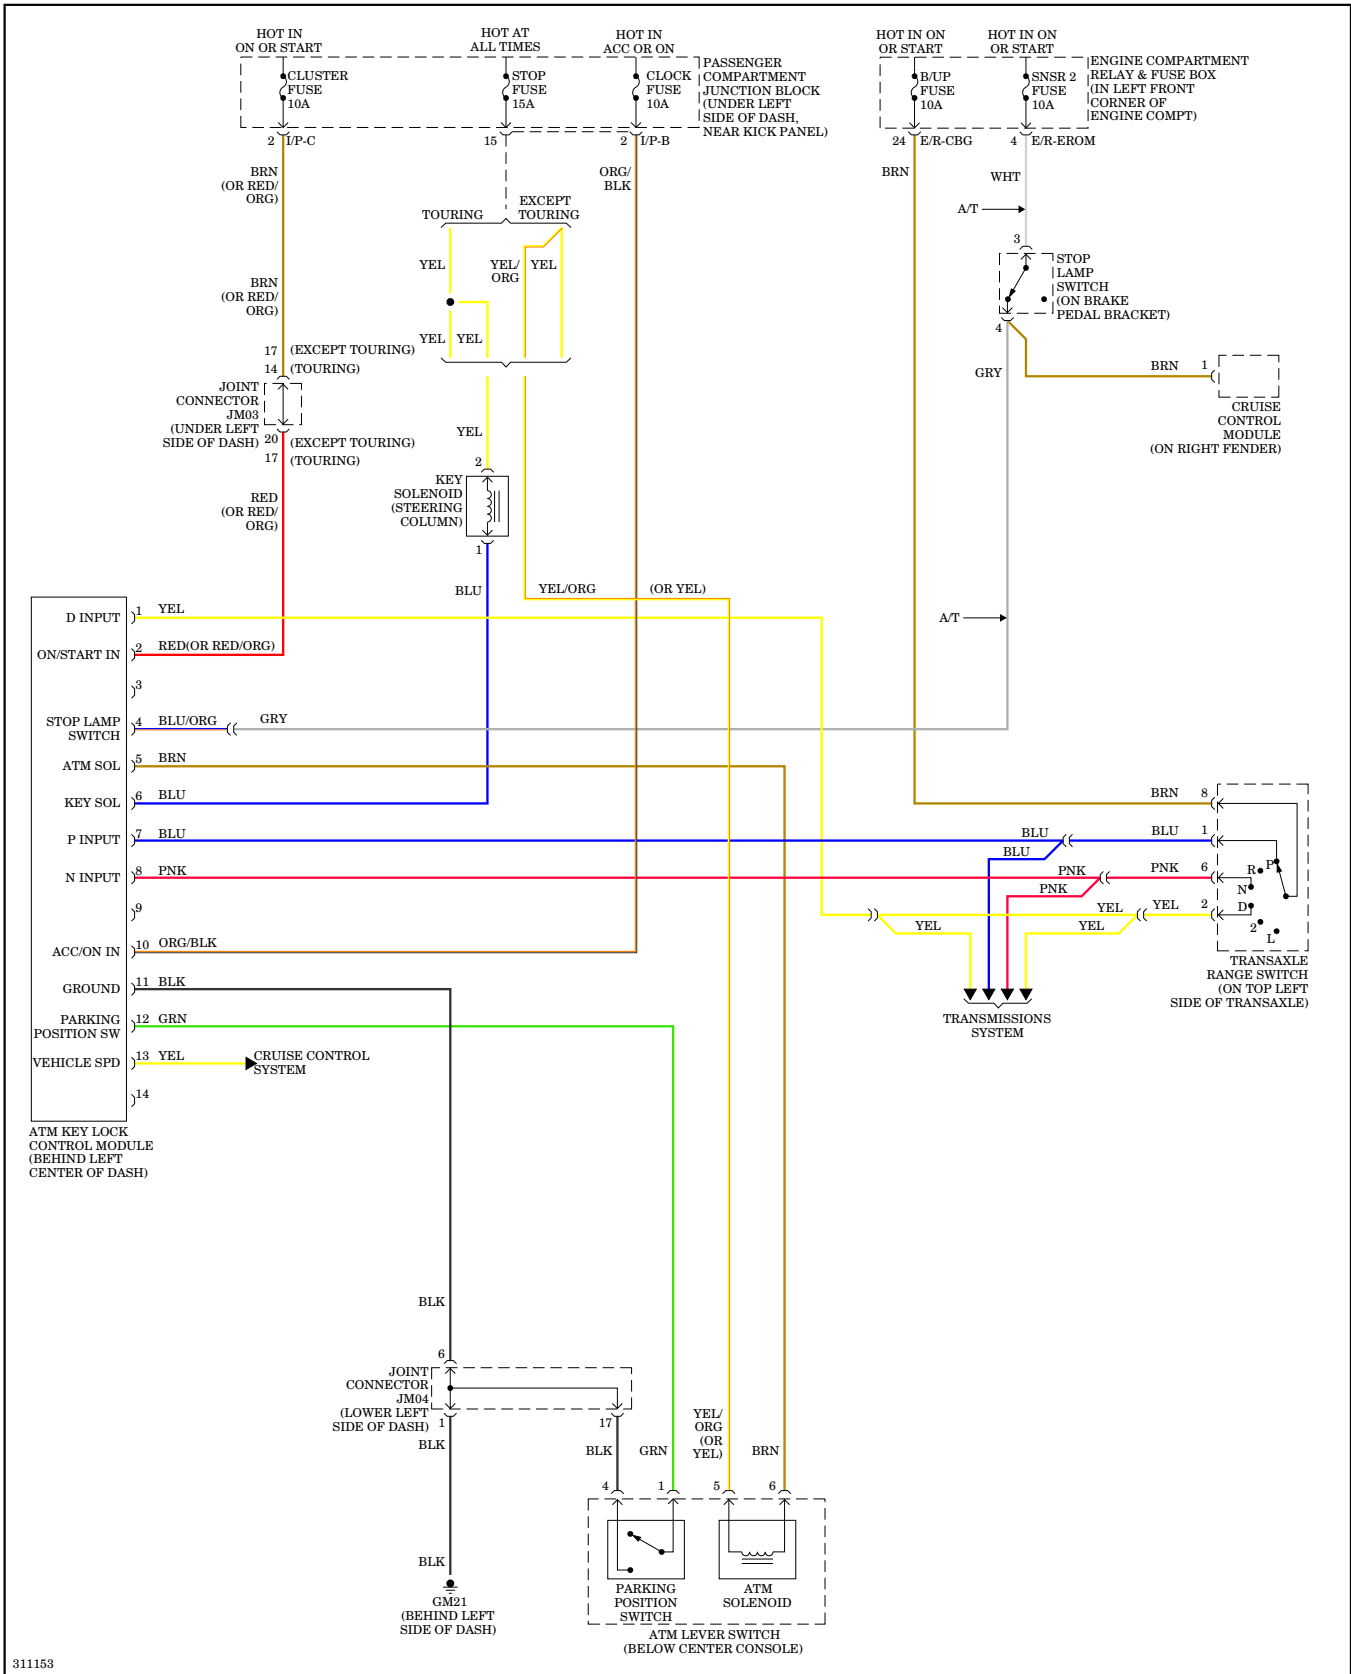 HOT IN
ON OR START
HOT AT
ALL TIMES
HOT IN
ACC OR ON
HOT IN ON
OR START
HOT IN ON
OR START
CLUSTER
FUSE
10A
STOP
FUSE
15A
CLOCK
FUSE
10A
PASSENGER
COMPARTMENT
JUNCTION BLOCK
(UNDER LEFT
SIDE OF DASH,
NEAR KICK PANEL)
B/UP
FUSE
10A
SNSR 2
FUSE
10A
ENGINE COMPARTMENT
RELAY & FUSE BOX
(IN LEFT FRONT
CORNER OF
ENGINE COMPT)
2 I/P-C
15
2 I/P-B
24 E/R-CBG
4 E/R-EROM
BRN
(OR RED/
ORG)
ORG/
BLK
BRN
WHT
A/T
TOURING
EXCEPT
TOURING
YEL
YEL/
ORG
YEL
3
STOP
LAMP
SWITCH
(ON BRAKE
PEDAL BRACKET)
4
BRN
(OR RED/
ORG)
YEL
YEL
17 (EXCEPT TOURING)
14 (TOURING)
JOINT
CONNECTOR
JM03
(UNDER LEFT
SIDE OF DASH)
20 (EXCEPT TOURING)
17 (TOURING)
GRY
BRN
1
CRUISE
CONTROL
MODULE
(ON RIGHT FENDER)
YEL
2
KEY
SOLENOID
(STEERING
COLUMN)
1
RED
(OR RED/
ORG)
BLU
YEL/ORG
(OR YEL)
A/T
D INPUT
1
YEL
ON/START IN
2
RED(OR RED/ORG)
3
STOP LAMP
SWITCH
4
BLU/ORG
GRY
ATM SOL
5
BRN
KEY SOL
6
BLU
P INPUT
7
BLU
N INPUT
8
PNK
9
ACC/ON IN
10
ORG/BLK
GROUND
11
BLK
PARKING
POSITION SW
12
GRN
VEHICLE SPD
13
YEL
CRUISE CONTROL
SYSTEM
14
ATM KEY LOCK
CONTROL MODULE
(BEHIND LEFT
CENTER OF DASH)
BRN
8
BLU
BLU
1
BLU
PNK
PNK
6
PNK
YEL
YEL
2
YEL
YEL
R
P
N
D
2
L
TRANSAXLE
RANGE SWITCH
(ON TOP LEFT
SIDE OF TRANSAXLE)
TRANSMISSIONS
SYSTEM
BLK
6
JOINT
CONNECTOR
JM04
(LOWER LEFT
SIDE OF DASH)
1
17
BLK
BLK
GRN
YEL/
ORG
(OR
YEL)
BRN
4
1
5
6
BLK
GM21
(BEHIND LEFT
SIDE OF DASH)
PARKING
POSITION
SWITCH
ATM
SOLENOID
ATM LEVER SWITCH
(BELOW CENTER CONSOLE)
311153